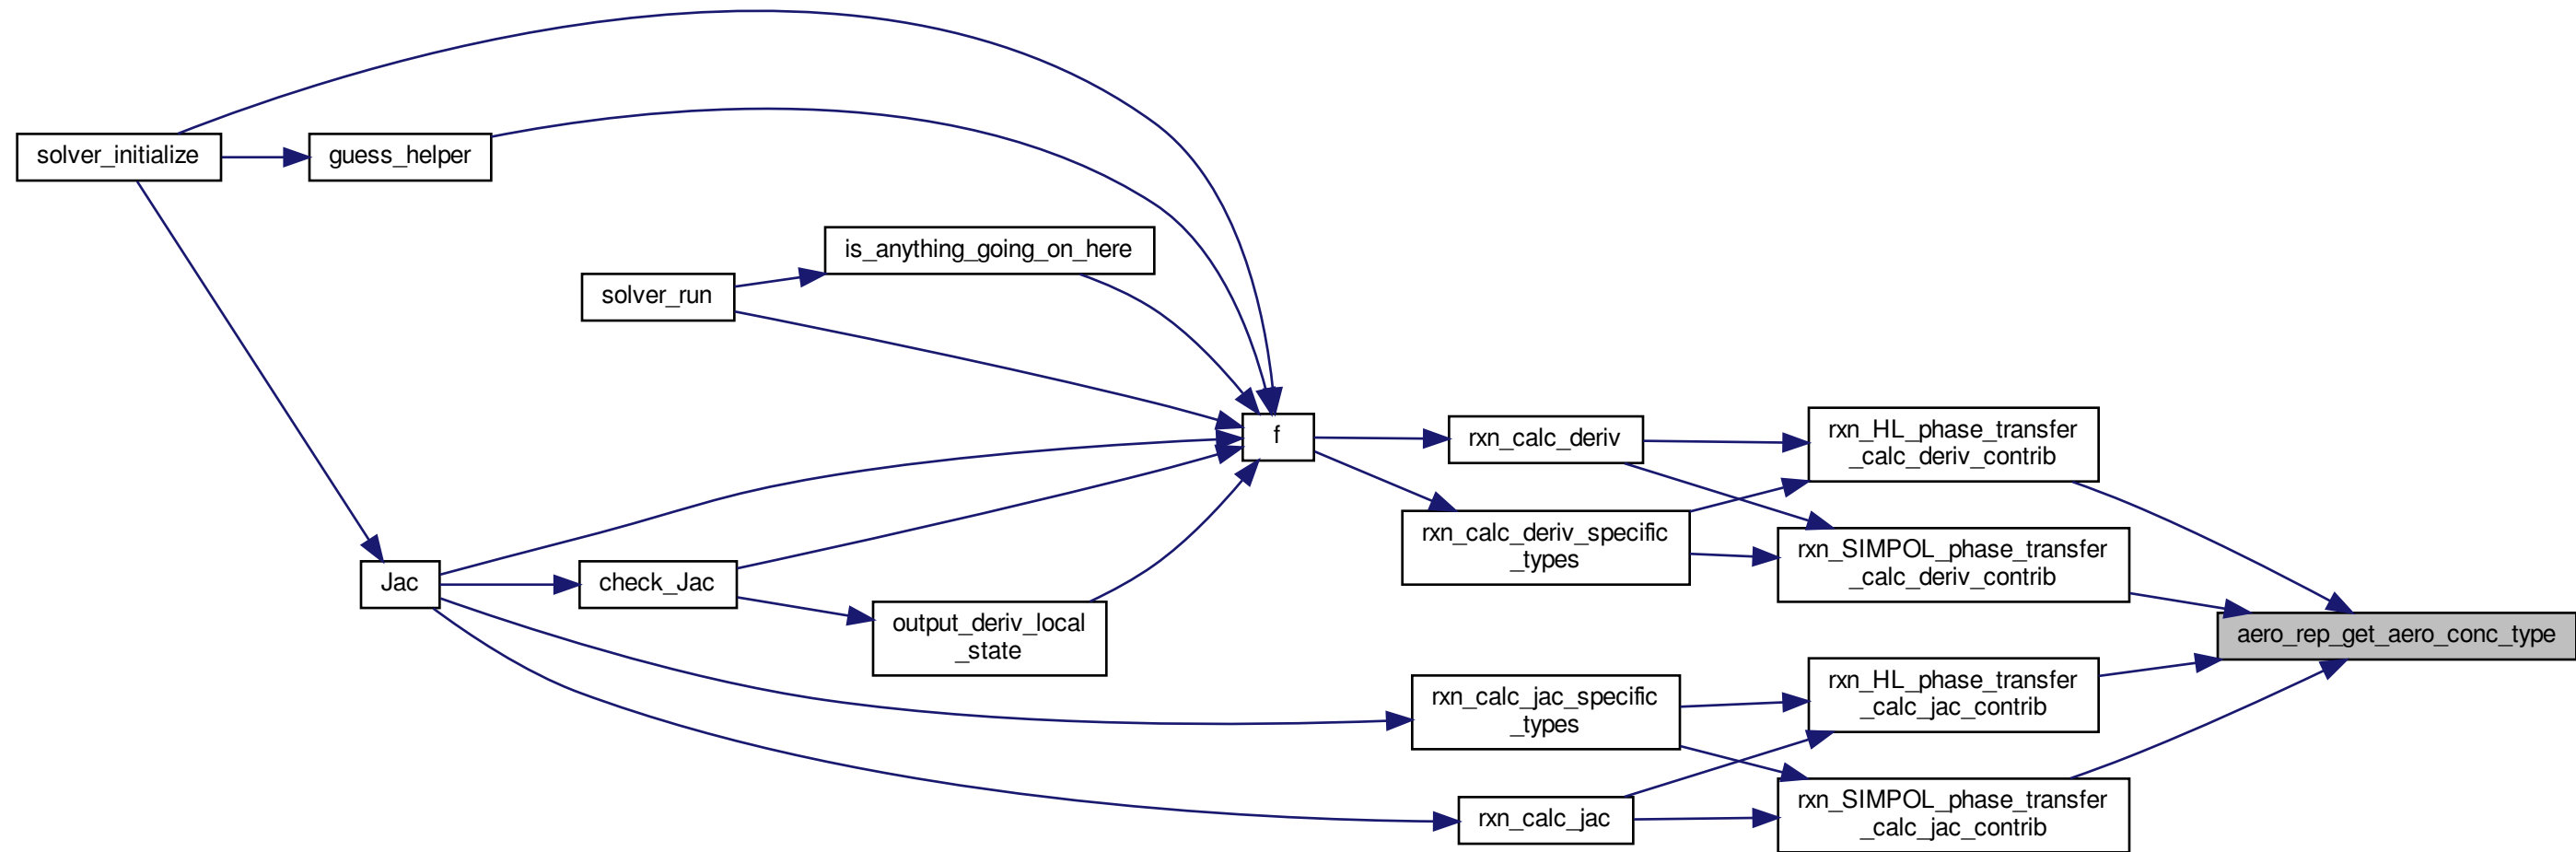 solver_initialize
guess_helper
is_anything_going_on_here
solver_run
f
rxn_calc_deriv
rxn_HL_phase_transfer
_calc_deriv_contrib
rxn_calc_deriv_specific
_types
rxn_SIMPOL_phase_transfer
_calc_deriv_contrib
Jac
check_Jac
output_deriv_local
_state
aero_rep_get_aero_conc_type
rxn_calc_jac_specific
_types
rxn_HL_phase_transfer
_calc_jac_contrib
rxn_calc_jac
rxn_SIMPOL_phase_transfer
_calc_jac_contrib